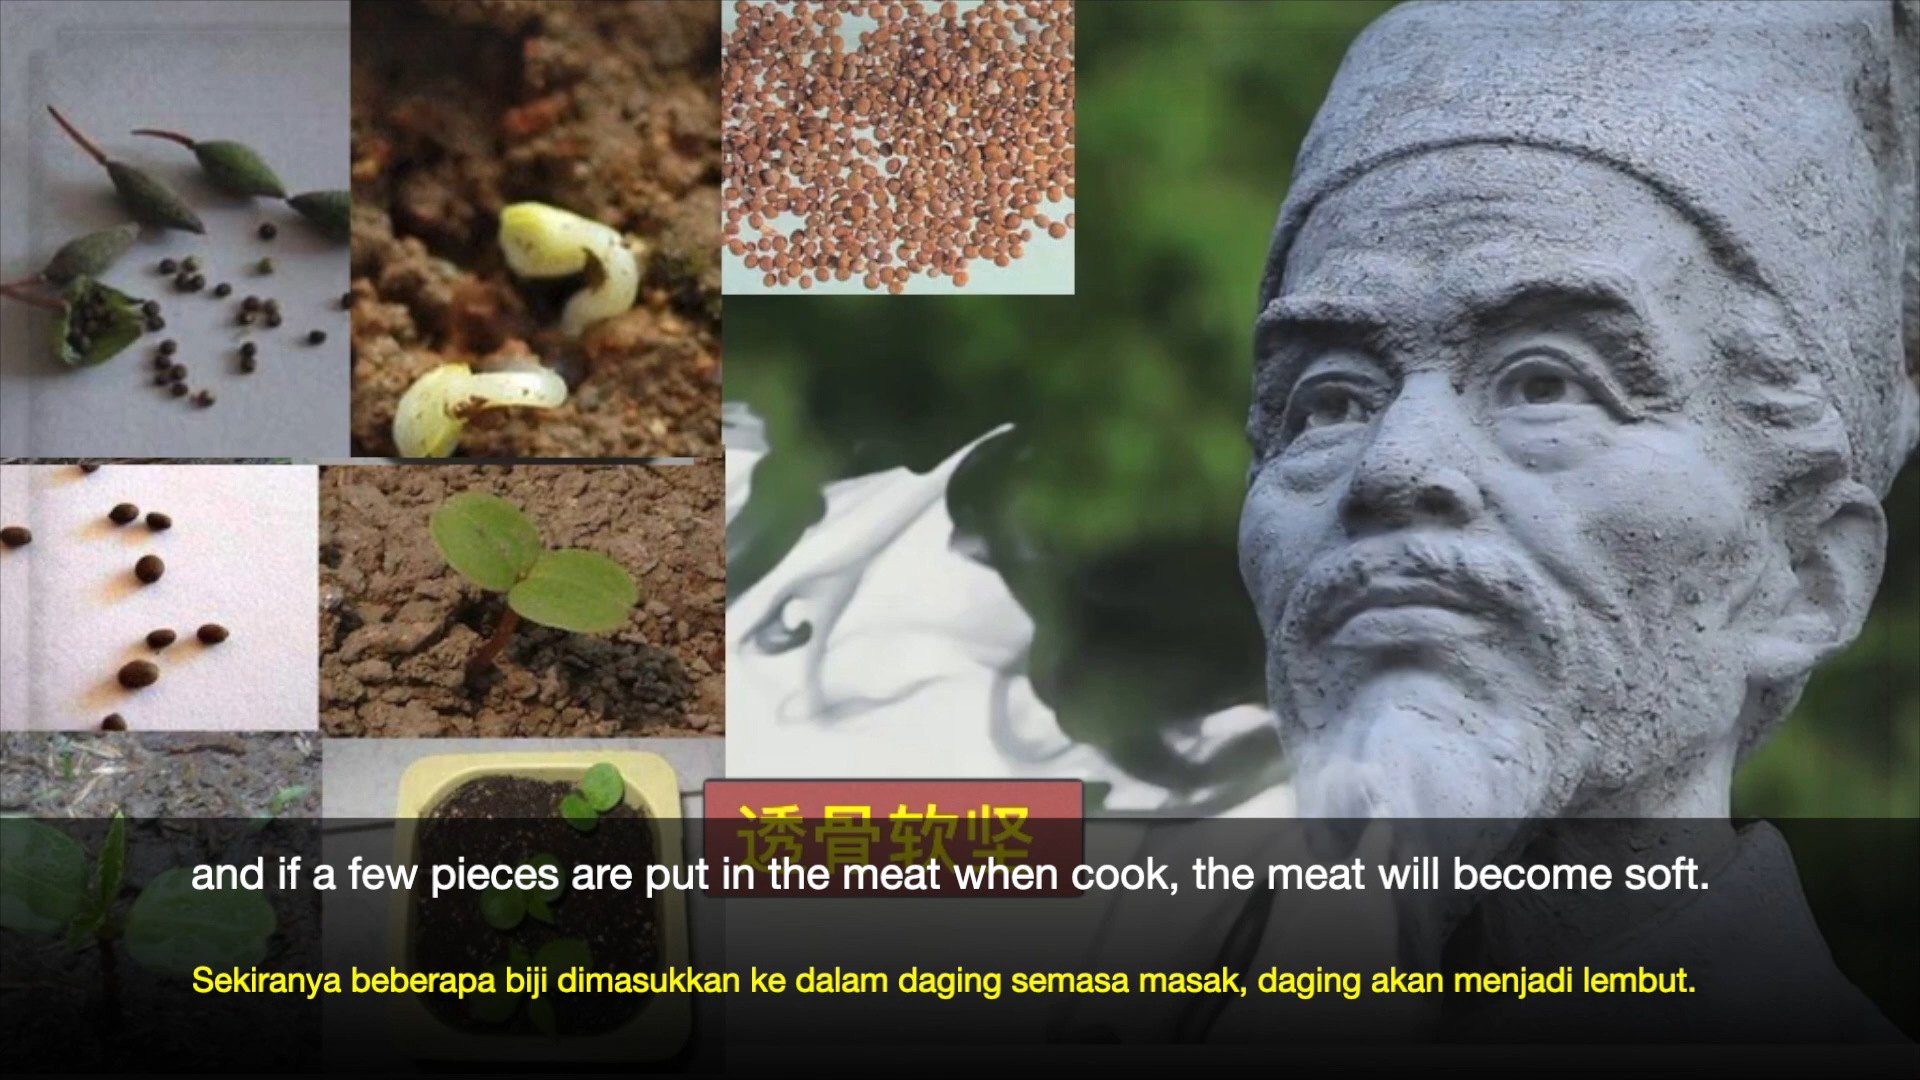 透骨软坚
and if a few pieces are put in the meat when cook, the meat will become soft.
Sekiranya beberapa biji dimasukkan ke dalam daging semasa masak, daging akan menjadi lembut.